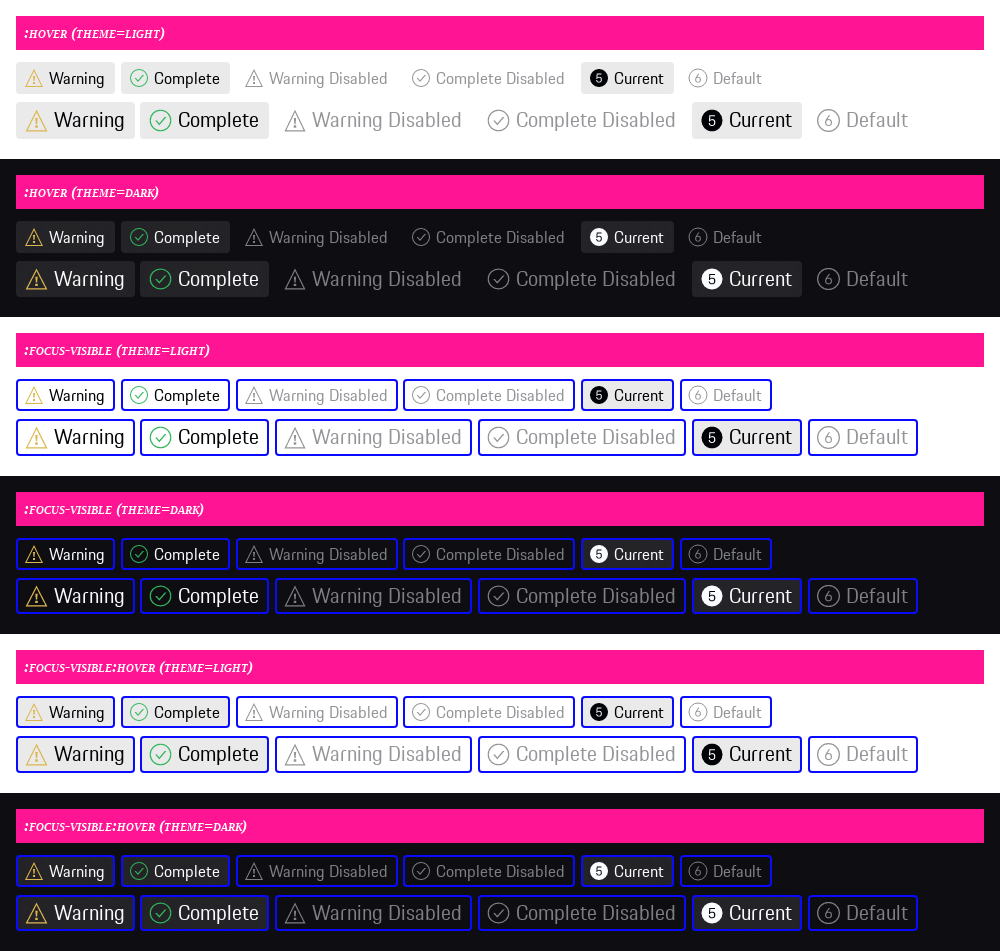 :HOVER (THEME=LIGHT)
Warning Complete Warning Disabled Complete Disabled 5 Current 6 Default
Warning Complete Warning Disabled Complete Disabled 5 Current 6 Default
:HOVER (THEME=DARK)
Warning Complete Warning Disabled Complete Disabled 5 Current 6 Default
Warning Complete Warning Disabled Complete Disabled 5 Current 6 Default
:FOCUS-VISIBLE (THEME=LIGHT)
Warning Complete Warning Disabled Complete Disabled 5 Current 6 Default
Warning Complete Warning Disabled Complete Disabled 5 Current 6 Default
:FOCUS-VISIBLE (THEME=DARK)
Warning Complete Warning Disabled Complete Disabled 5 Current 6 Default
Warning Complete Warning Disabled Complete Disabled 5 Current 6 Default
:FOCUS-VISIBLE:HOVER (THEME=LIGHT)
Warning Complete Warning Disabled Complete Disabled 5 Current 6 Default
Warning Complete Warning Disabled Complete Disabled 5 Current 6 Default
:FOCUS-VISIBLE:HOVER (THEME=DARK)
Warning Complete Warning Disabled Complete Disabled 5 Current 6 Default
Warning Complete Warning Disabled Complete Disabled 5 Current 6 Default